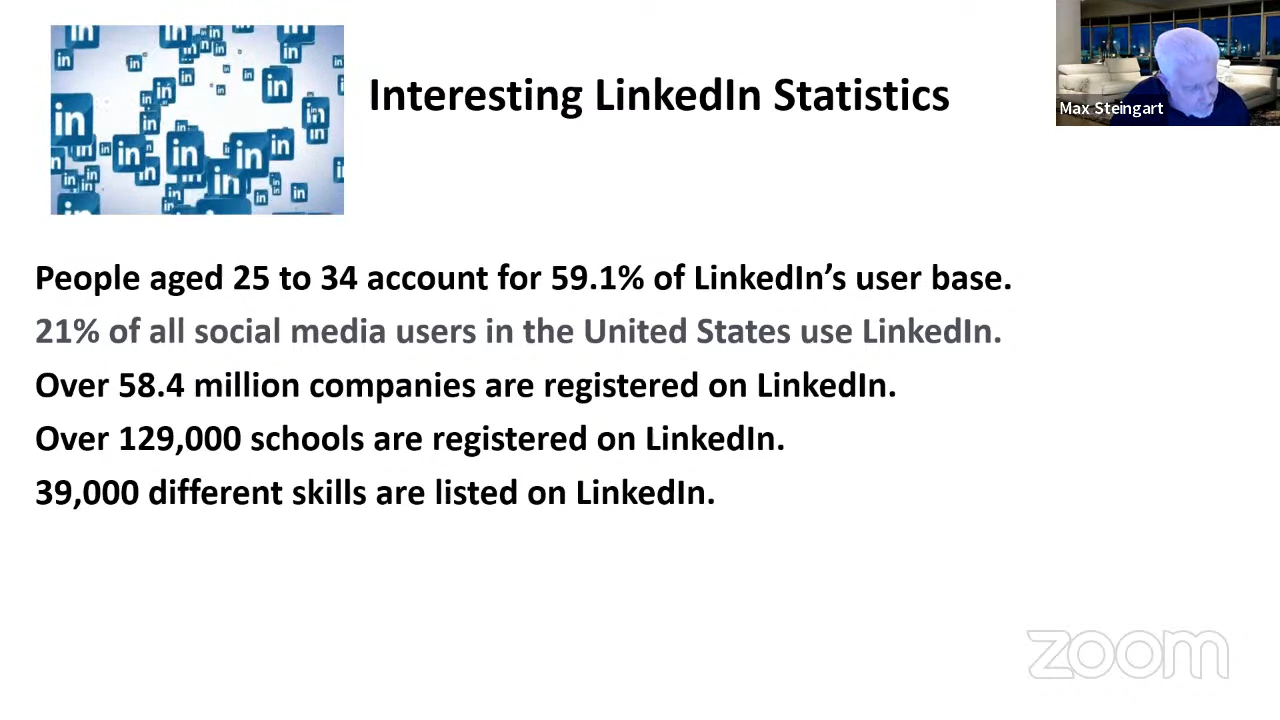 Interesting LinkedIn Statistics
Max Steingart
People aged 25 to 34 account for 59.1% of LinkedIn’s user base.
21% of all social media users in the United States use LinkedIn.
Over 58.4 million companies are registered on LinkedIn.
Over 129,000 schools are registered on LinkedIn.
39,000 different skills are listed on LinkedIn.
zoom